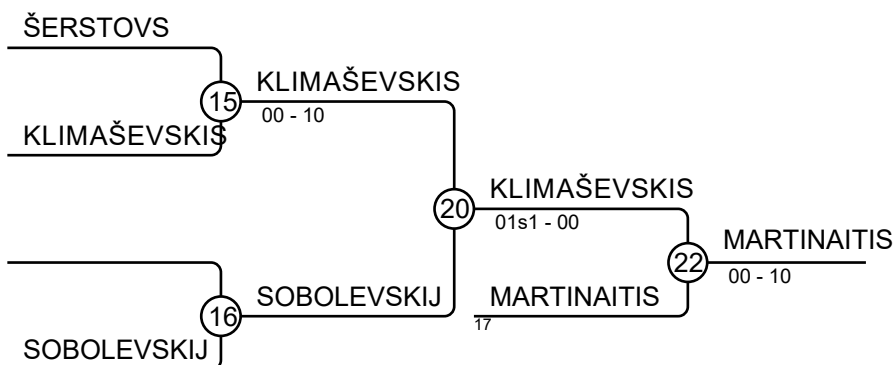 ŠERSTOVS
KLIMAŠEVSKIS
15
00 - 10
KLIMAŠEVSKIS
KLIMAŠEVSKIS
20
01s1 - 00
MARTINAITIS
22
00 - 10
SOBOLEVSKIJ
MARTINAITIS
16
17
SOBOLEVSKIJ